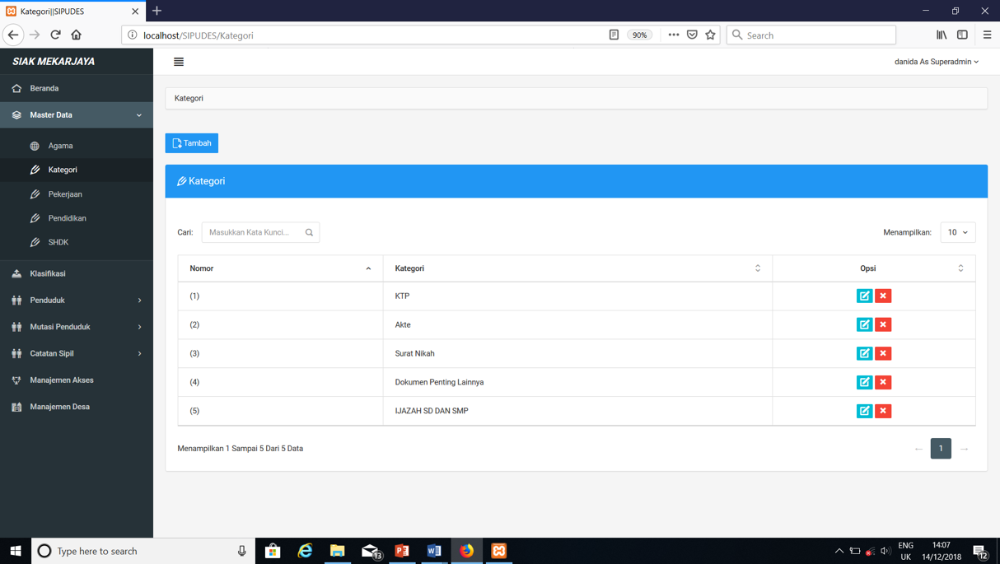 Kategori||SIPUDES
localhost/SIPUDES/Kategori
90%
Search
SIAK MEKARJAYA
danida As Superadmin
Beranda
Master Data
Agama
Kategori
Pekerjaan
Pendidikan
SHDK
Klasifikasi
Penduduk
Mutasi Penduduk
Catatan Sipil
Manajemen Akses
Manajemen Desa
Kategori
Tambah
Kategori
Cari: Masukkan Kata Kunci... Menampilkan: 10
Nomor Kategori Opsi
(1) KTP
(2) Akte
(3) Surat Nikah
(4) Dokumen Penting Lainnya
(5) IJAZAH SD DAN SMP
Menampilkan 1 Sampai 5 Dari 5 Data
← 1 →
Type here to search
13
ENG
UK
14:07
14/12/2018
12